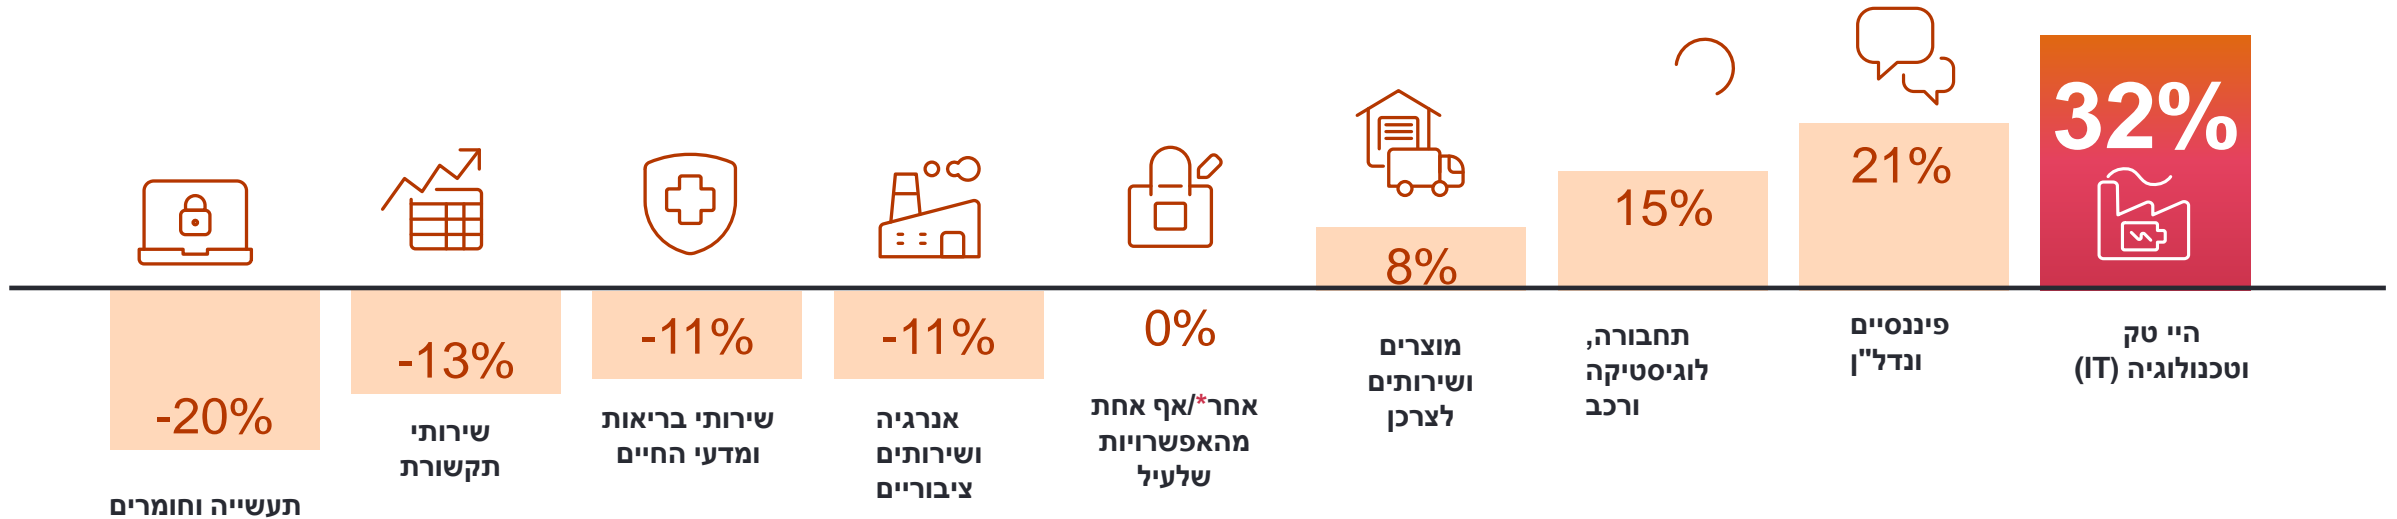 32%
היי טק
וטכנולוגיה (IT)
21%
פיננסיים
ונדל"ן
15%
תחבורה,
לוגיסטיקה
ורכב
8%
מוצרים
ושירותים
לצרכן
0%
אחר*/אף אחת
מהאפשרויות
שלעיל
-11%
אנרגיה
ושירותים
ציבוריים
-11%
שירותי בריאות
ומדעי החיים
-13%
שירותי
תקשורת
-20%
תעשייה וחומרים